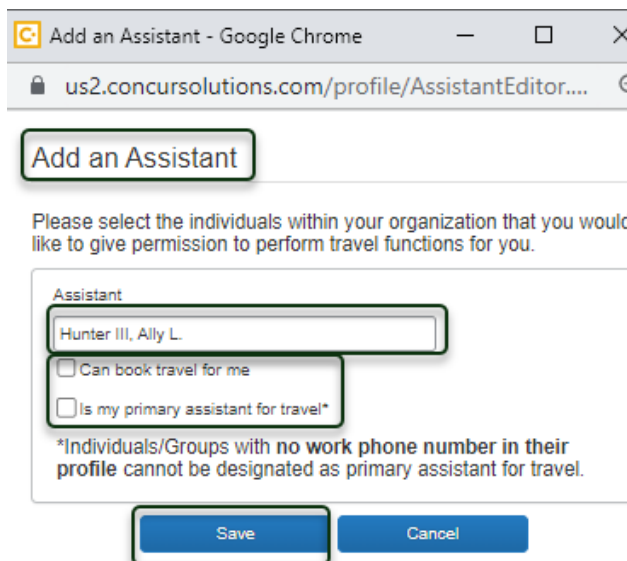 Add an Assistant - Google Chrome
us2.concursolutions.com/profile/AssistantEditor....
Add an Assistant
Please select the individuals within your organization that you would
like to give permission to perform travel functions for you.
Assistant
Hunter III, Ally L.
Can book travel for me
Is my primary assistant for travel*
*Individuals/Groups with no work phone number in their
profile cannot be designated as primary assistant for travel.
Save Cancel